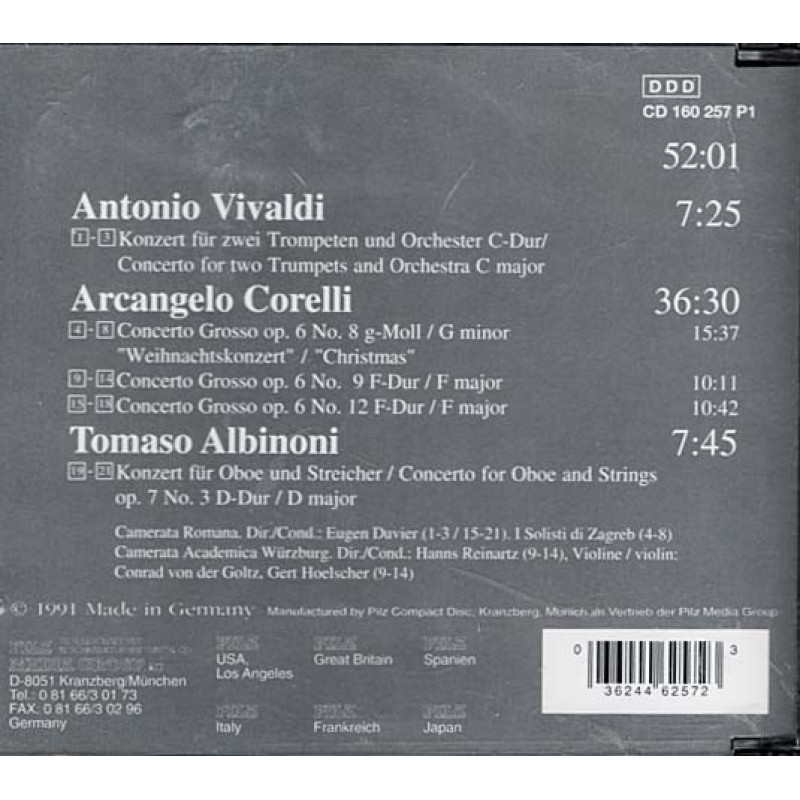 DDD
CD 160 257 P1
52:01
Antonio Vivaldi 7:25
1-3 Konzert für zwei Trompeten und Orchester C-Dur/
Concerto for two Trumpets and Orchestra C major
Arcangelo Corelli 36:30
4-8 Concerto Grosso op. 6 No. 8 g-Moll / G minor 15:37
"Weihnachtskonzert" / "Christmas"
9-14 Concerto Grosso op. 6 No. 9 F-Dur / F major 10:11
15-18 Concerto Grosso op. 6 No. 12 F-Dur / F major 10:42
Tomaso Albinoni 7:45
19-21 Konzert für Oboe und Streicher / Concerto for Oboe and Strings
op. 7 No. 3 D-Dur / D major
Camerata Romana. Dir./Cond.: Eugen Duvier (1-3 / 15-21). I Solisti di Zagreb (4-8)
Camerata Academica Würzburg. Dir./Cond.: Hanns Reinartz (9-14), Violine / violin:
Conrad von der Goltz, Gert Hoelscher (9-14)
© 1991 Made in Germany Manufactured by Pilz Compact Disc, Kranzberg, Munich im Vertrieb der Pilz Media Group
D-8051 Kranzberg/München
Tel.: 0 81 66/3 01 73
FAX. 0 81 66/3 02 96
Germany
PILZ
USA,
Los Angeles
PILZ
Great Britain
PILZ
Spanien
PILZ
Italy
PILZ
Frankreich
PILZ
Japan
0 36244 62572 3